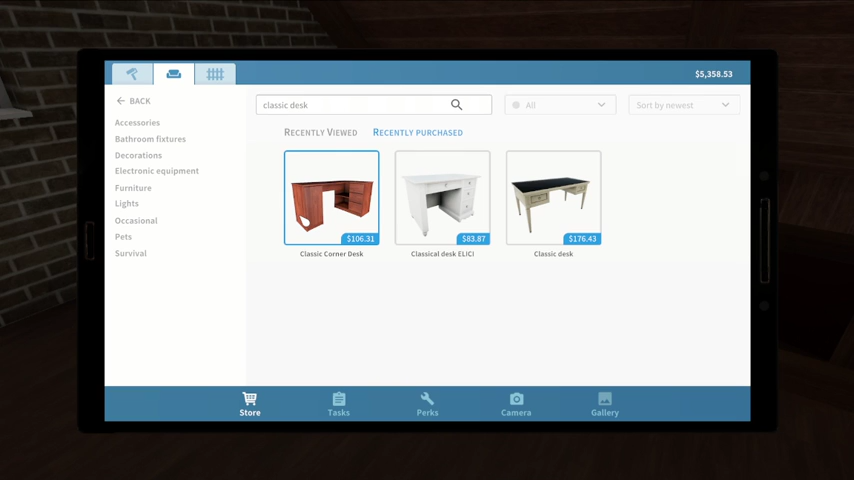 $5,358.53
BACK
classic desk
All
Sort by newest
Accessories
Bathroom fixtures
Decorations
Electronic equipment
Furniture
Lights
Occasional
Pets
Survival
Recently Viewed
Recently purchased
$106.31
$83.87
$176.43
Classic Corner Desk
Classical desk ELICI
Classic desk
Store
Tasks
Perks
Camera
Gallery